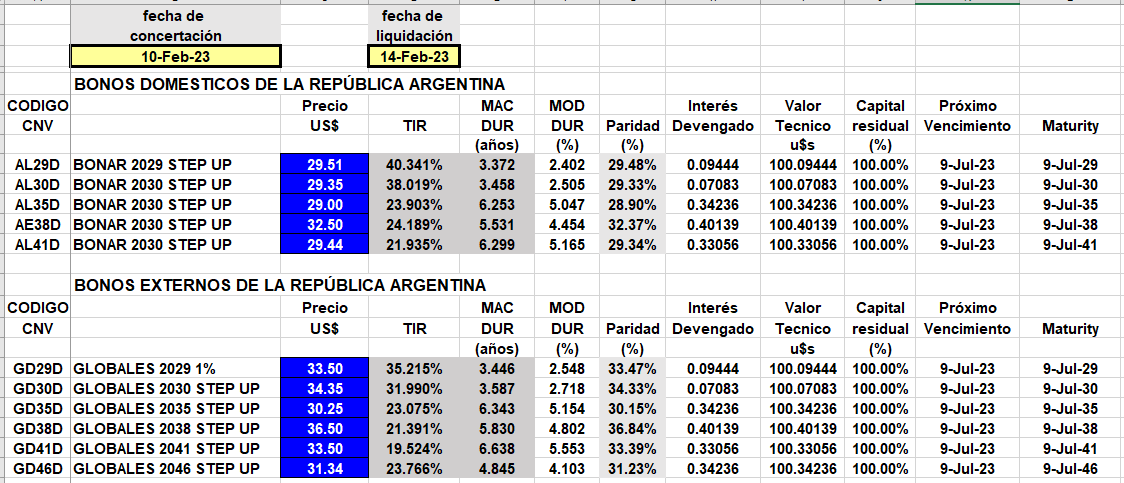 fecha de fecha de
concertación liquidación
10-Feb-23 14-Feb-23
BONOS DOMESTICOS DE LA REPÚBLICA ARGENTINA
CODIGO Precio MAC MOD Interés Valor Capital Próximo
CNV US$ TIR DUR DUR Paridad Devengado Tecnico residual Vencimiento Maturity
(años) (%) (%) u$s (%)
AL29D BONAR 2029 STEP UP 29.51 40.341% 3.372 2.402 29.48% 0.09444 100.09444 100.00% 9-Jul-23 9-Jul-29
AL30D BONAR 2030 STEP UP 29.35 38.019% 3.458 2.505 29.33% 0.07083 100.07083 100.00% 9-Jul-23 9-Jul-30
AL35D BONAR 2030 STEP UP 29.00 23.903% 6.253 5.047 28.90% 0.34236 100.34236 100.00% 9-Jul-23 9-Jul-35
AE38D BONAR 2030 STEP UP 32.50 24.189% 5.531 4.454 32.37% 0.40139 100.40139 100.00% 9-Jul-23 9-Jul-38
AL41D BONAR 2030 STEP UP 29.44 21.935% 6.299 5.165 29.34% 0.33056 100.33056 100.00% 9-Jul-23 9-Jul-41
BONOS EXTERNOS DE LA REPÚBLICA ARGENTINA
CODIGO Precio MAC MOD Interés Valor Capital Próximo
CNV US$ TIR DUR DUR Paridad Devengado Tecnico residual Vencimiento Maturity
(años) (%) (%) u$s (%)
GD29D GLOBALES 2029 1% 33.50 35.215% 3.446 2.548 33.47% 0.09444 100.09444 100.00% 9-Jul-23 9-Jul-29
GD30D GLOBALES 2030 STEP UP 34.35 31.990% 3.587 2.718 34.33% 0.07083 100.07083 100.00% 9-Jul-23 9-Jul-30
GD35D GLOBALES 2035 STEP UP 30.25 23.075% 6.343 5.154 30.15% 0.34236 100.34236 100.00% 9-Jul-23 9-Jul-35
GD38D GLOBALES 2038 STEP UP 36.50 21.391% 5.830 4.802 36.84% 0.40139 100.40139 100.00% 9-Jul-23 9-Jul-38
GD41D GLOBALES 2041 STEP UP 33.50 19.524% 6.638 5.553 33.39% 0.33056 100.33056 100.00% 9-Jul-23 9-Jul-41
GD46D GLOBALES 2046 STEP UP 31.34 23.766% 4.845 4.103 31.23% 0.34236 100.34236 100.00% 9-Jul-23 9-Jul-46